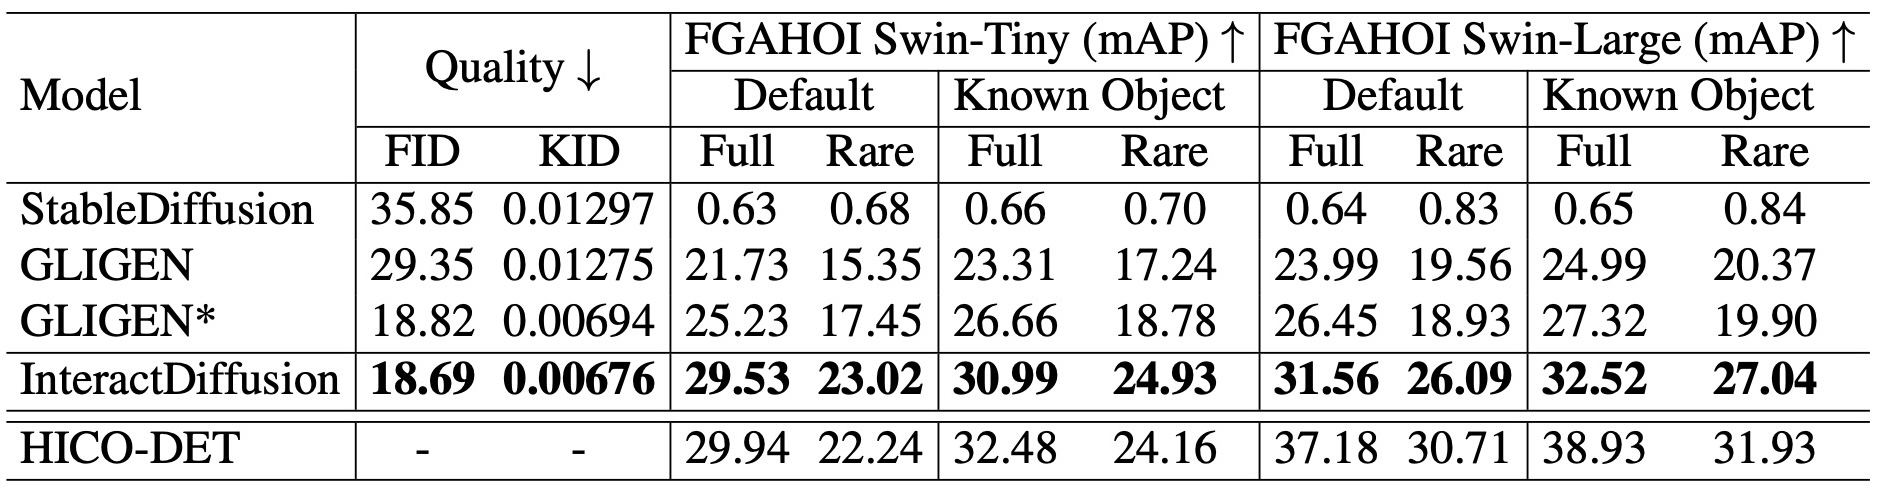 Model Quality ↓ FGAHOI Swin-Tiny (mAP) ↑ FGAHOI Swin-Large (mAP) ↑
Default Known Object Default Known Object
FID KID Full Rare Full Rare Full Rare Full Rare
StableDiffusion 35.85 0.01297 0.63 0.68 0.66 0.70 0.64 0.83 0.65 0.84
GLIGEN 29.35 0.01275 21.73 15.35 23.31 17.24 23.99 19.56 24.99 20.37
GLIGEN* 18.82 0.00694 25.23 17.45 26.66 18.78 26.45 18.93 27.32 19.90
InteractDiffusion 18.69 0.00676 29.53 23.02 30.99 24.93 31.56 26.09 32.52 27.04
HICO-DET - - 29.94 22.24 32.48 24.16 37.18 30.71 38.93 31.93